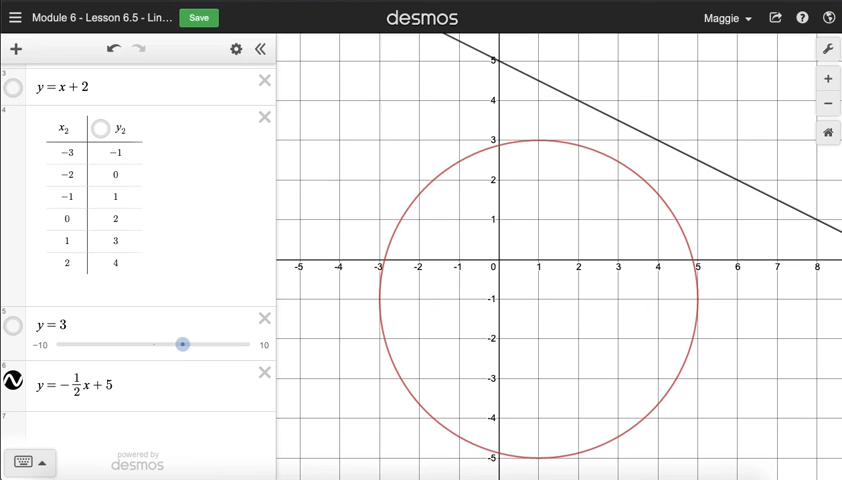 Module 6 - Lesson 6.5 - Lin...
Save
desmos
Maggie
3
y = x + 2
4
x₂ y₂
−3 −1
−2 0
−1 1
0 2
1 3
2 4
5
y = 3
−10 10
6
y = −1/2x + 5
7
powered by
desmos
5
4
3
2
1
-5 -4 -3 -2 -1 0 1 2 3 4 5 6 7 8
-1
-2
-3
-4
-5